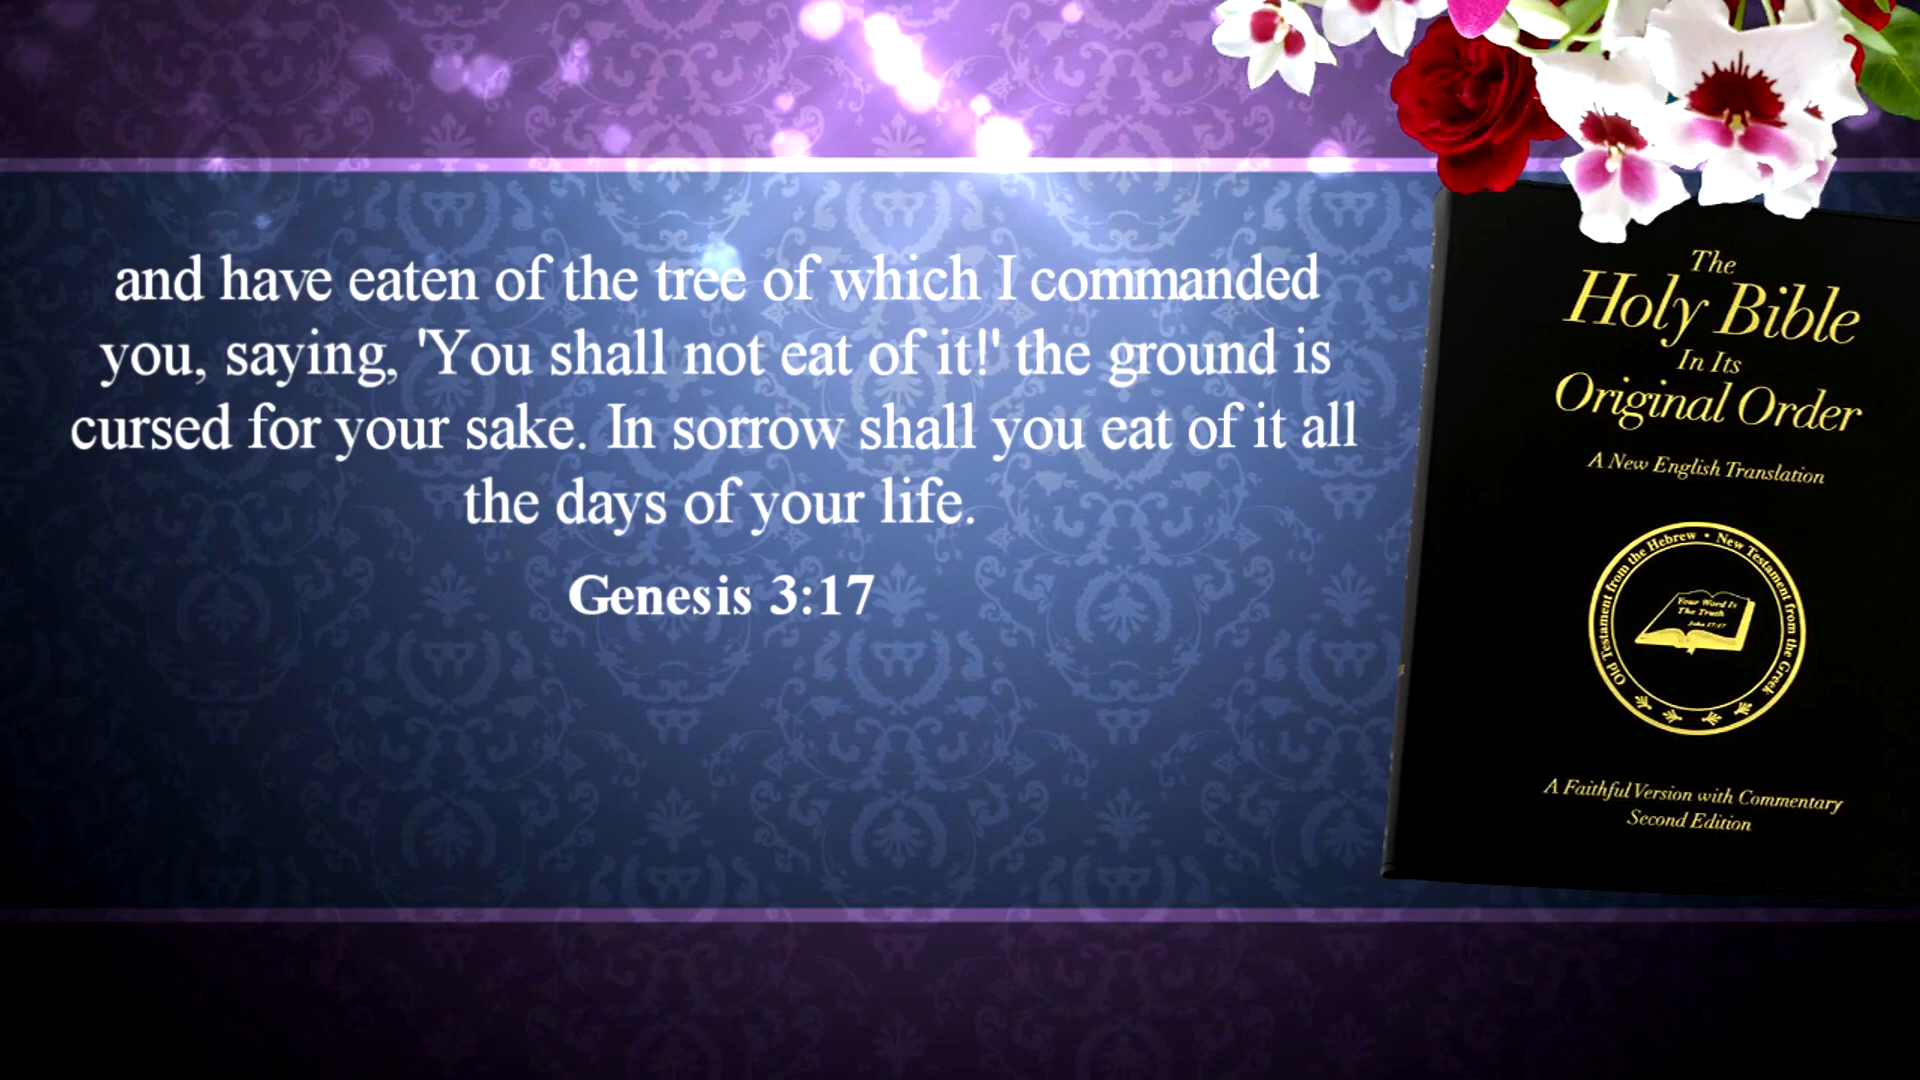 and have eaten of the tree of which I commanded
you, saying, 'You shall not eat of it!' the ground is
cursed for your sake. In sorrow shall you eat of it all
the days of your life.
Genesis 3:17
The
Holy Bible
In Its
Original Order
A New English Translation
Old Testament from the Hebrew • New Testament from the Greek
Your Word Is
The Truth
John 17:17
A Faithful Version with Commentary
Second Edition